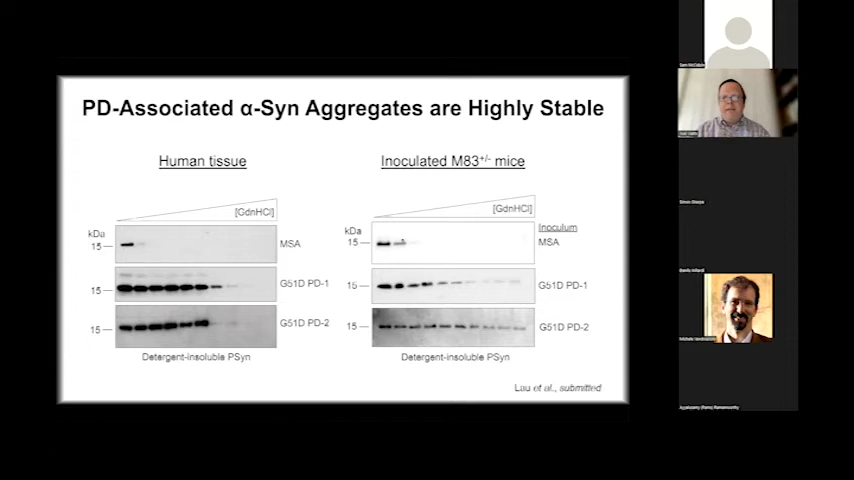 PD-Associated α-Syn Aggregates are Highly Stable
Human tissue
Inoculated M83+/- mice
[GdnHCl]
[GdnHCl]
kDa
15
MSA
15
G51D PD-1
15
G51D PD-2
Detergent-insoluble PSyn
kDa
Inoculum
15
MSA
15
G51D PD-1
15
G51D PD-2
Detergent-insoluble PSyn
Lau et al., submitted
Simon Sharpe